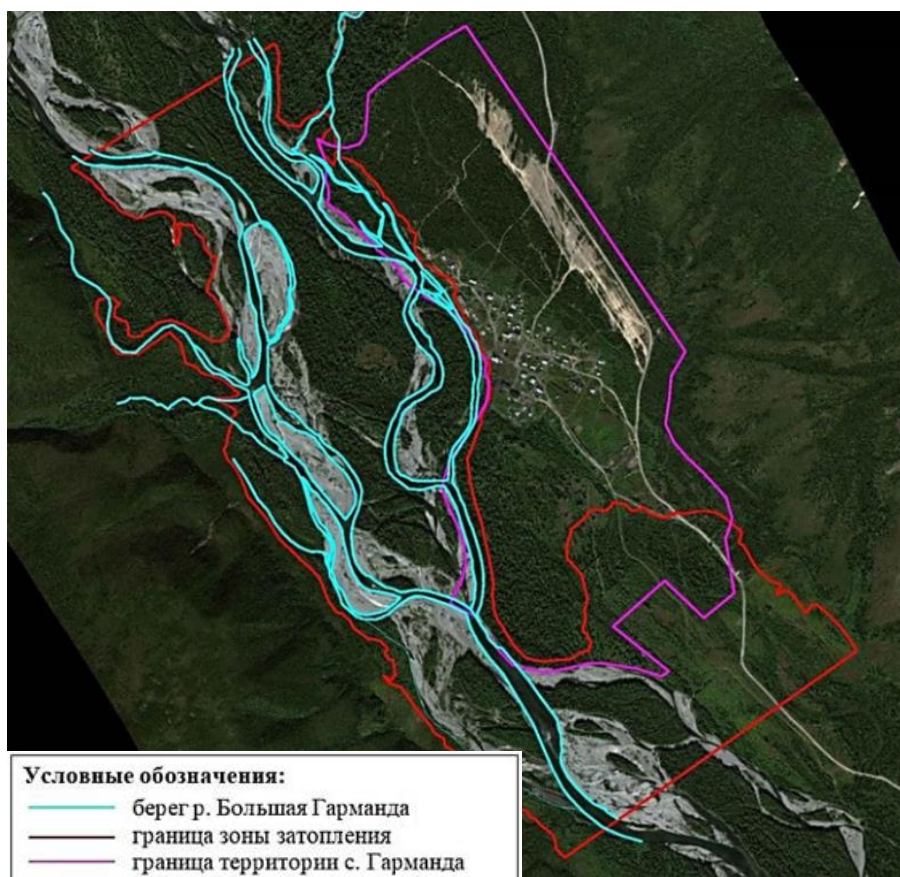 Условные обозначения:
берег р. Большая Гарманда
граница зоны затопления
граница территории с. Гарманда